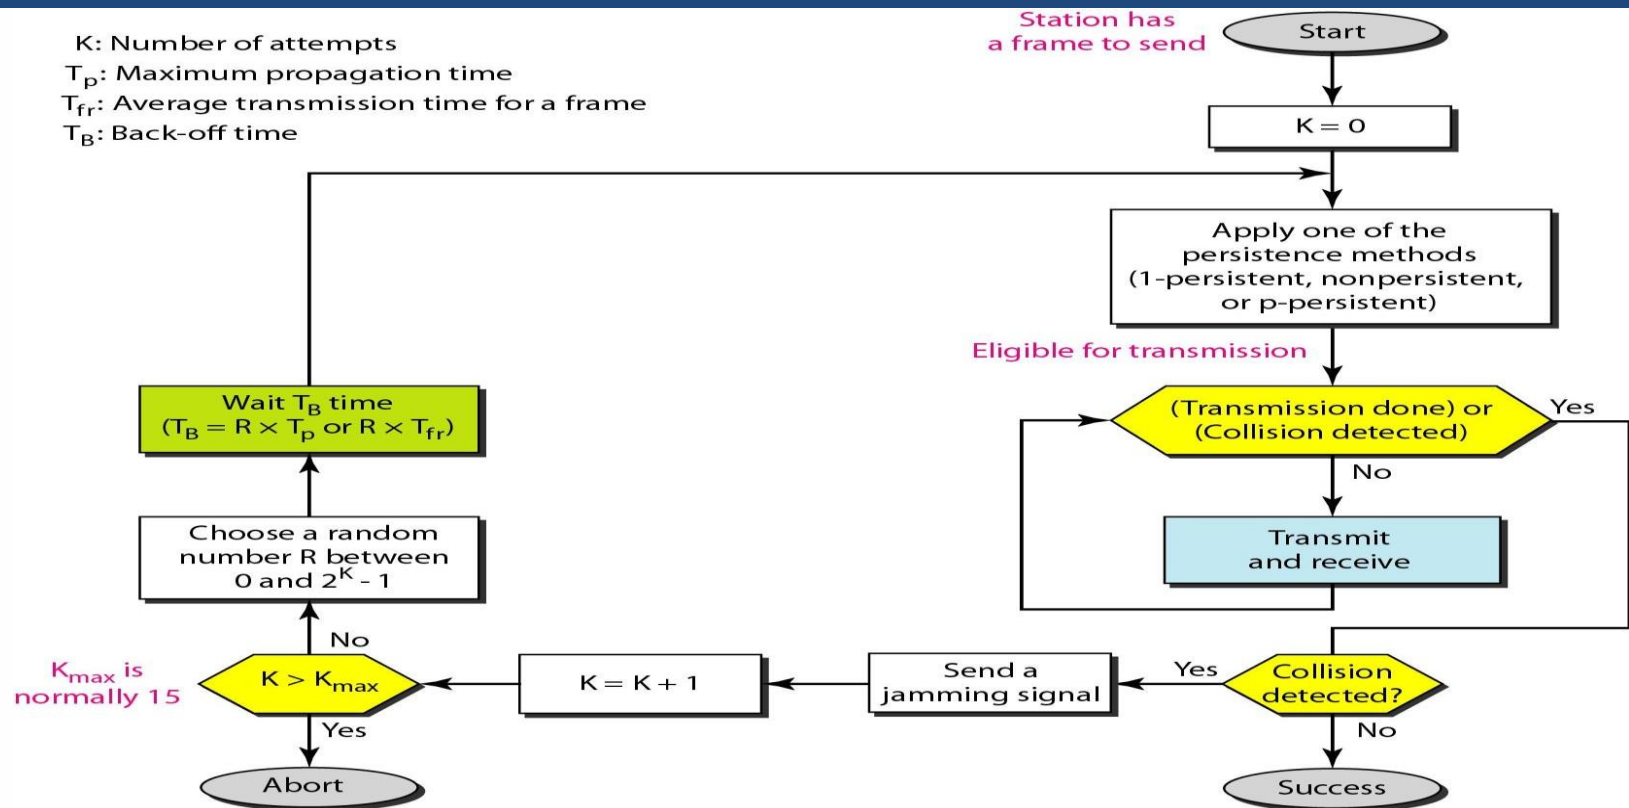 K: Number of attempts
Tp: Maximum propagation time
Tfr: Average transmission time for a frame
TB: Back-off time
Station has
a frame to send
Start
K = 0
Apply one of the
persistence methods
(1-persistent, nonpersistent,
or p-persistent)
Eligible for transmission
(Transmission done) or
(Collision detected)
Yes
No
Transmit
and receive
Collision
detected?
Yes
No
Success
Send a
jamming signal
K = K + 1
K > Kmax
Kmax is
normally 15
Yes
Abort
No
Choose a random
number R between
0 and 2^K - 1
Wait TB time
(TB = R × Tp or R × Tfr)